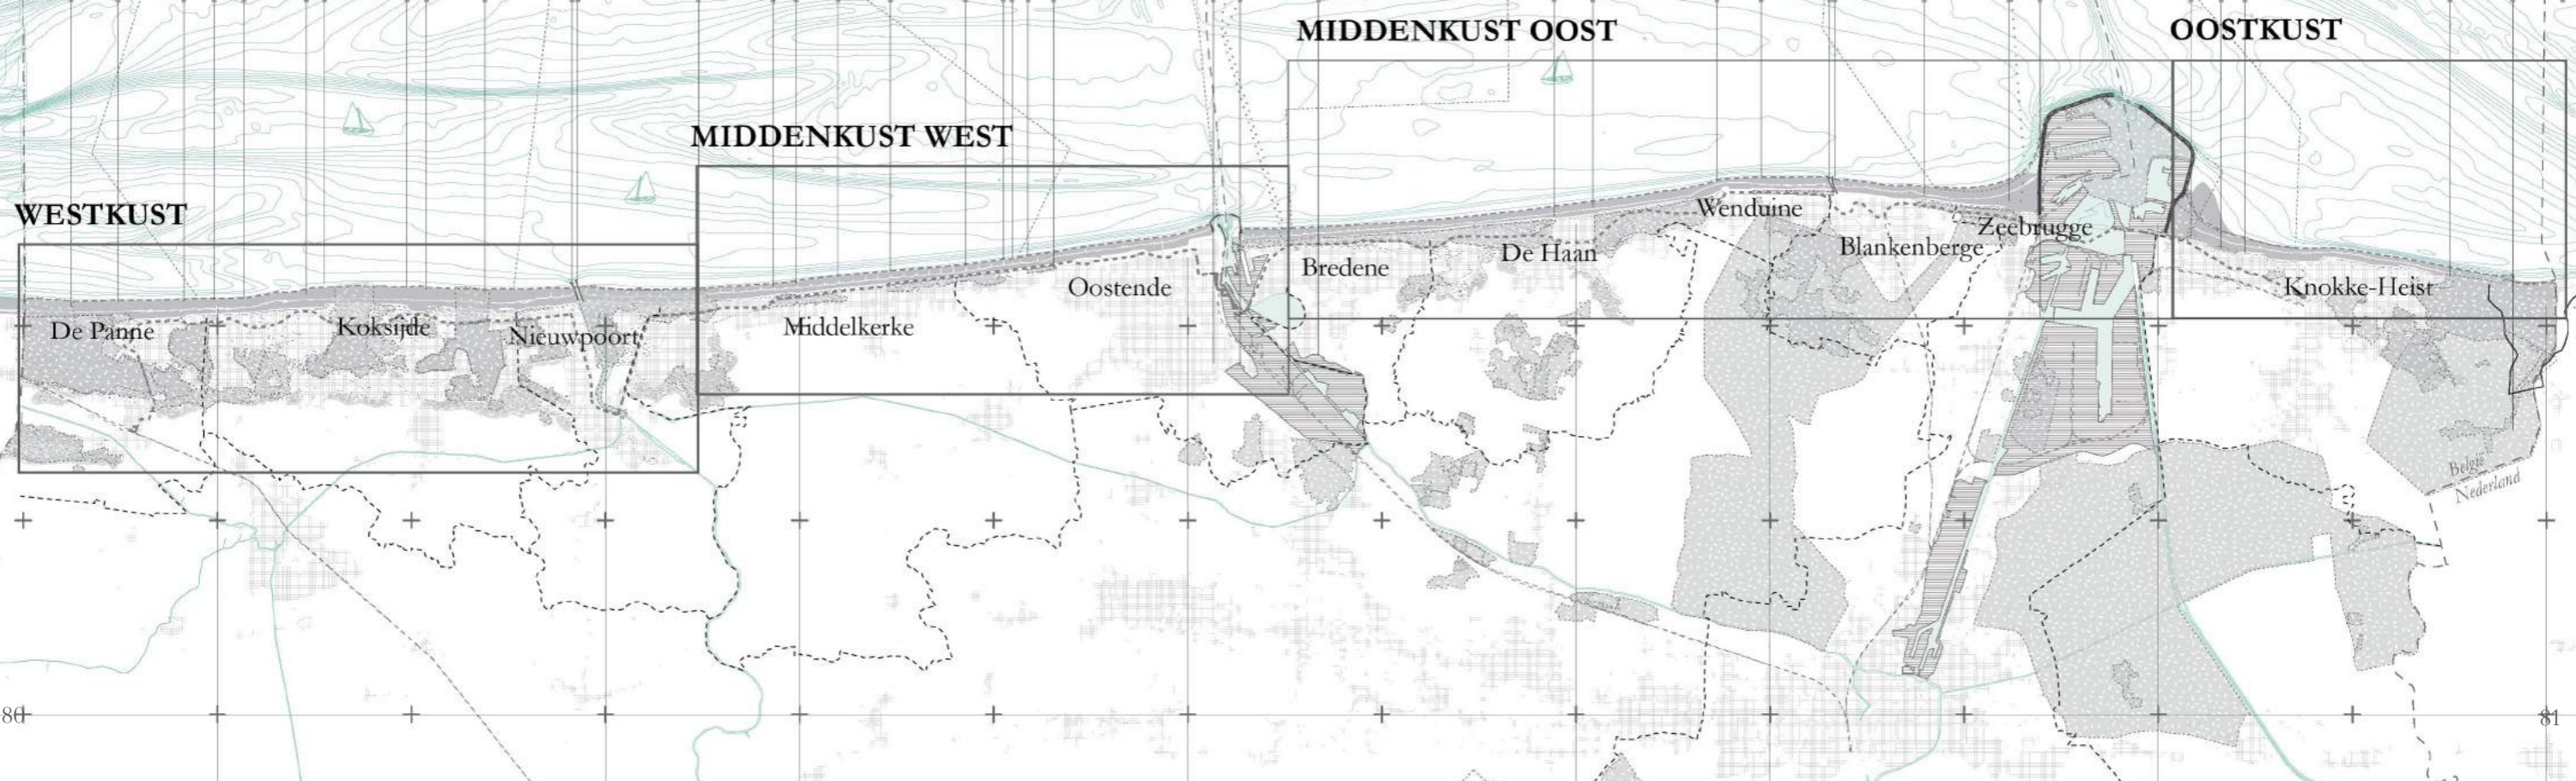 MIDDENKUST OOST
OOSTKUST
MIDDENKUST WEST
WESTKUST
Wenduine
Zeebrugge
Blankenberge
De Haan
Bredene
Oostende
Knokke-Heist
De Panne
Koksijde
Nieuwpoort
Middelkerke
België
Nederland
80
81